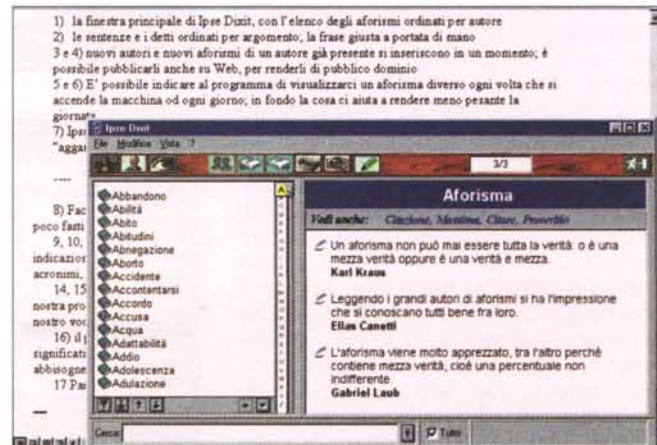 1) la finestra principale di Ipse Dixit, con l'elenco degli aforismi ordinati per autore
2) le sentenze e i detti ordinati per argomento; la frase giusta a portata di mano
3 e 4) nuovi autori e nuovi aforismi di un autore già presente si inseriscono in un momento; è
possibile pubblicarli anche su Web, per renderli di pubblico dominio
5 e 6) E' possibile indicare al programma di visualizzarci un aforisma diverso ogni volta che si
accende la macchina od ogni giorno; in fondo la cosa ci aiuta a rendere meno pesante la
giornata
7) Ipse
"aggan
----
8) Fac
poco fasti
9, 10,
indicazion
acronimi,
14, 15
nostra pro
nostro voc
16) il p
significati
abbisogne
17 Par
Ipse Dixit
File Modifica Vista ?
3/3
Abbandono
Abilità
Abito
Abitudini
Abnegazione
Aborto
Accidente
Accontentarsi
Accordo
Accusa
Acqua
Adattabilità
Addio
Adolescenza
Adulazione
A
Aforisma
Vedi anche: Citazione, Massima, Citare, Proverbio
Un aforisma non può mai essere tutta la verità: o è una
mezza verità oppure è una verità e mezza.
Karl Kraus
Leggendo i grandi autori di aforismi si ha l'impressione
che si conoscano tutti bene fra loro.
Elias Canetti
L'aforisma viene molto apprezzato, tra l'altro perchè
contiene mezza verità, cioè una percentuale non
indifferente.
Gabriel Laub
Cerca
Tutto